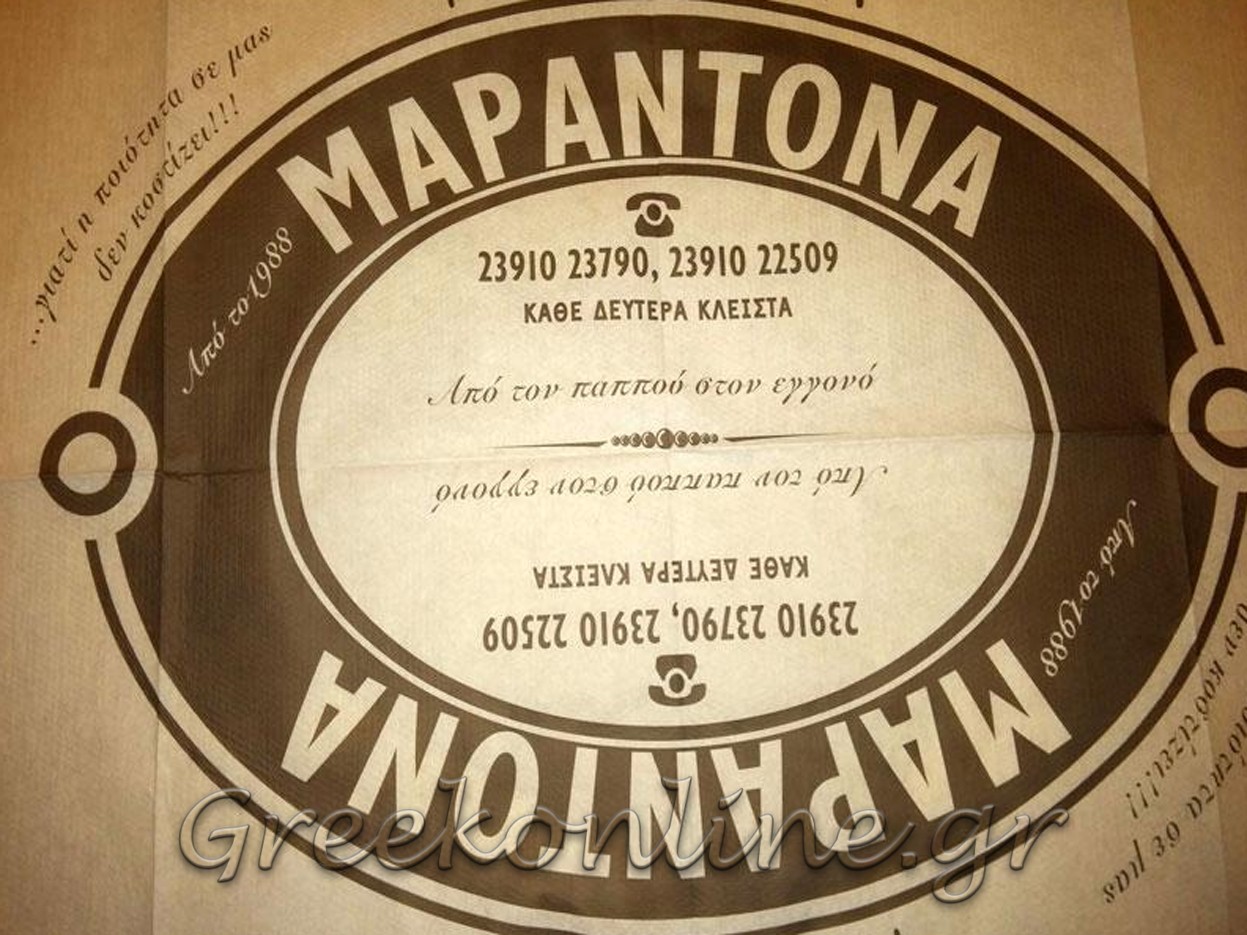 ...γιατί η ποιότητα σε μας
δεν κοστίζει!!!
ΜΑΡΑΝΤΟΝΑ
Από το 1988
23910 23790, 23910 22509
ΚΑΘΕ ΔΕΥΤΕΡΑ ΚΛΕΙΣΤΑ
Από τον παππού στον εγγονό
Από τον παππού στον εγγονό
ΚΑΘΕ ΔΕΥΤΕΡΑ ΚΛΕΙΣΤΑ
23910 23790, 23910 22509
Από το 1988
ΜΑΡΑΝΤΟΝΑ
σε μας
κοστίζει!!!
Greekonline.gr